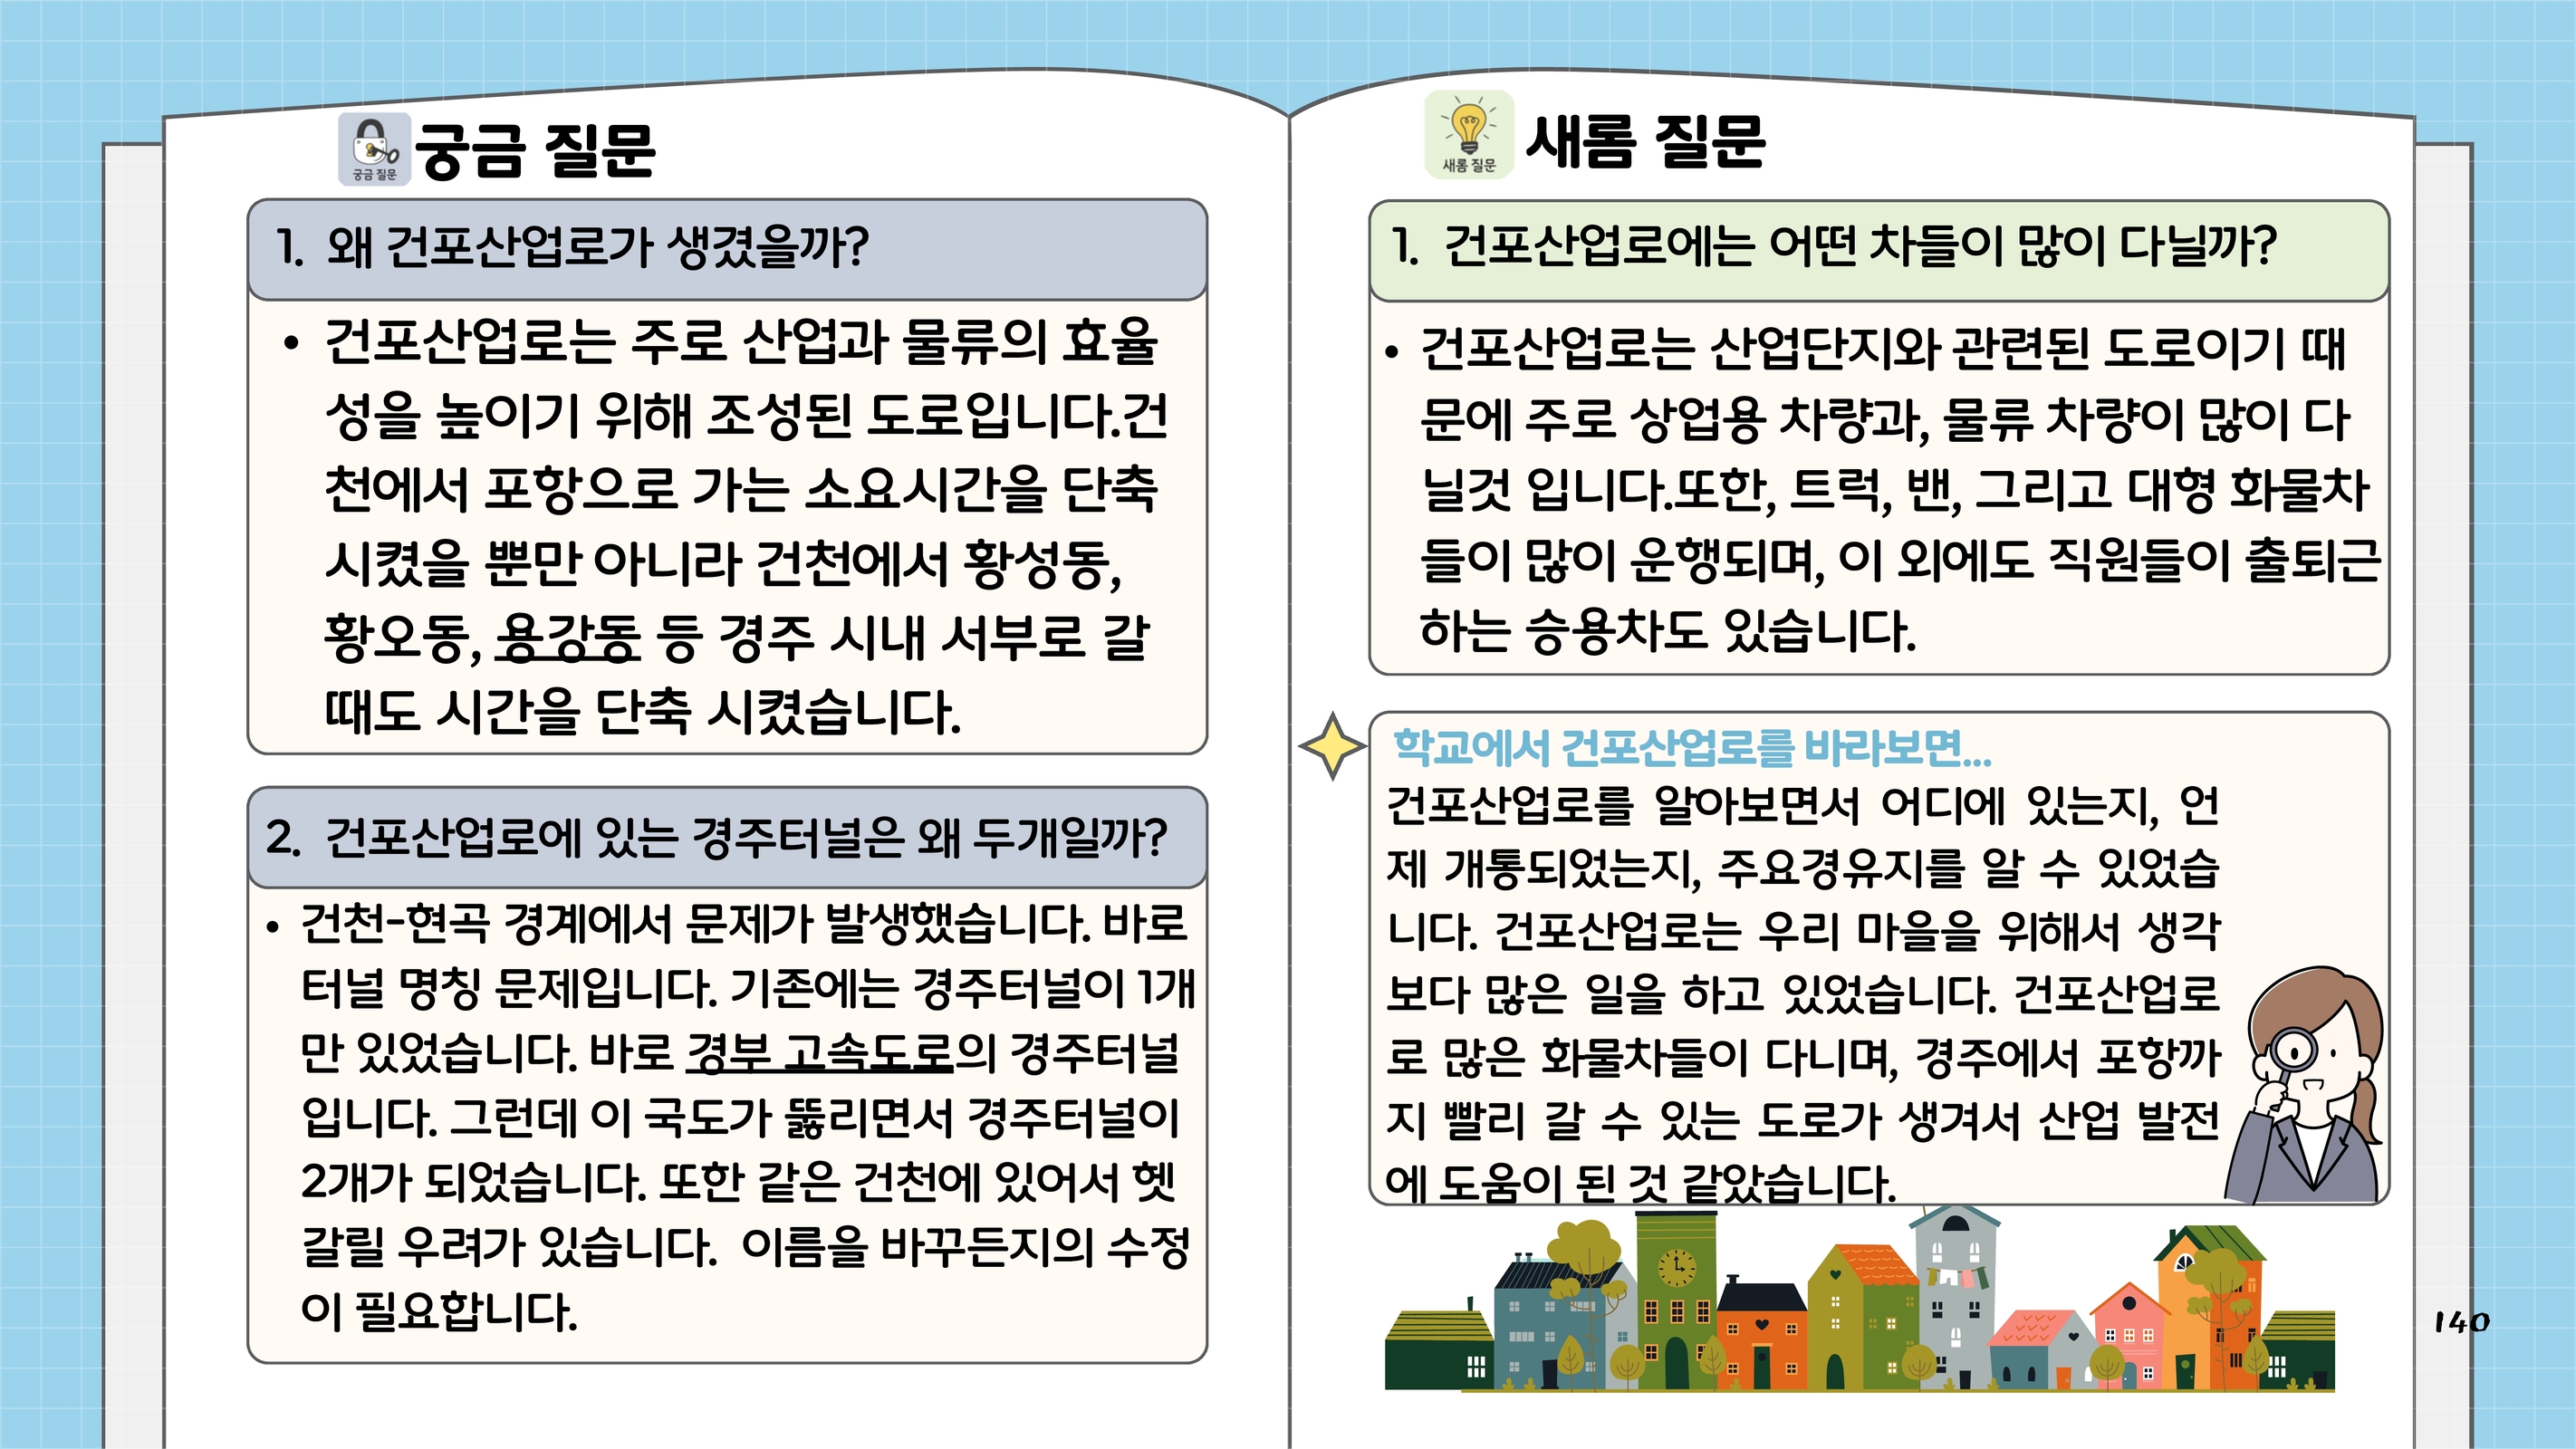 궁금 질문
궁금 질문
1. 왜 건포산업로가 생겼을까?
• 건포산업로는 주로 산업과 물류의 효율
성을 높이기 위해 조성된 도로입니다.건
천에서 포항으로 가는 소요시간을 단축
시켰을 뿐만 아니라 건천에서 황성동,
황오동, 용강동 등 경주 시내 서부로 갈
때도 시간을 단축 시켰습니다.
2. 건포산업로에 있는 경주터널은 왜 두개일까?
• 건천-현곡 경계에서 문제가 발생했습니다. 바로
터널 명칭 문제입니다. 기존에는 경주터널이 1개
만 있었습니다. 바로 경부 고속도로의 경주터널
입니다. 그런데 이 국도가 뚫리면서 경주터널이
2개가 되었습니다. 또한 같은 건천에 있어서 헷
갈릴 우려가 있습니다. 이름을 바꾸든지의 수정
이 필요합니다.
새롬 질문
새롬 질문
1. 건포산업로에는 어떤 차들이 많이 다닐까?
• 건포산업로는 산업단지와 관련된 도로이기 때
문에 주로 상업용 차량과, 물류 차량이 많이 다
닐것 입니다.또한, 트럭, 밴, 그리고 대형 화물차
들이 많이 운행되며, 이 외에도 직원들이 출퇴근
하는 승용차도 있습니다.
학교에서 건포산업로를 바라보면...
건포산업로를 알아보면서 어디에 있는지, 언
제 개통되었는지, 주요경유지를 알 수 있었습
니다. 건포산업로는 우리 마을을 위해서 생각
보다 많은 일을 하고 있었습니다. 건포산업로
로 많은 화물차들이 다니며, 경주에서 포항까
지 빨리 갈 수 있는 도로가 생겨서 산업 발전
에 도움이 된 것 같았습니다.
140